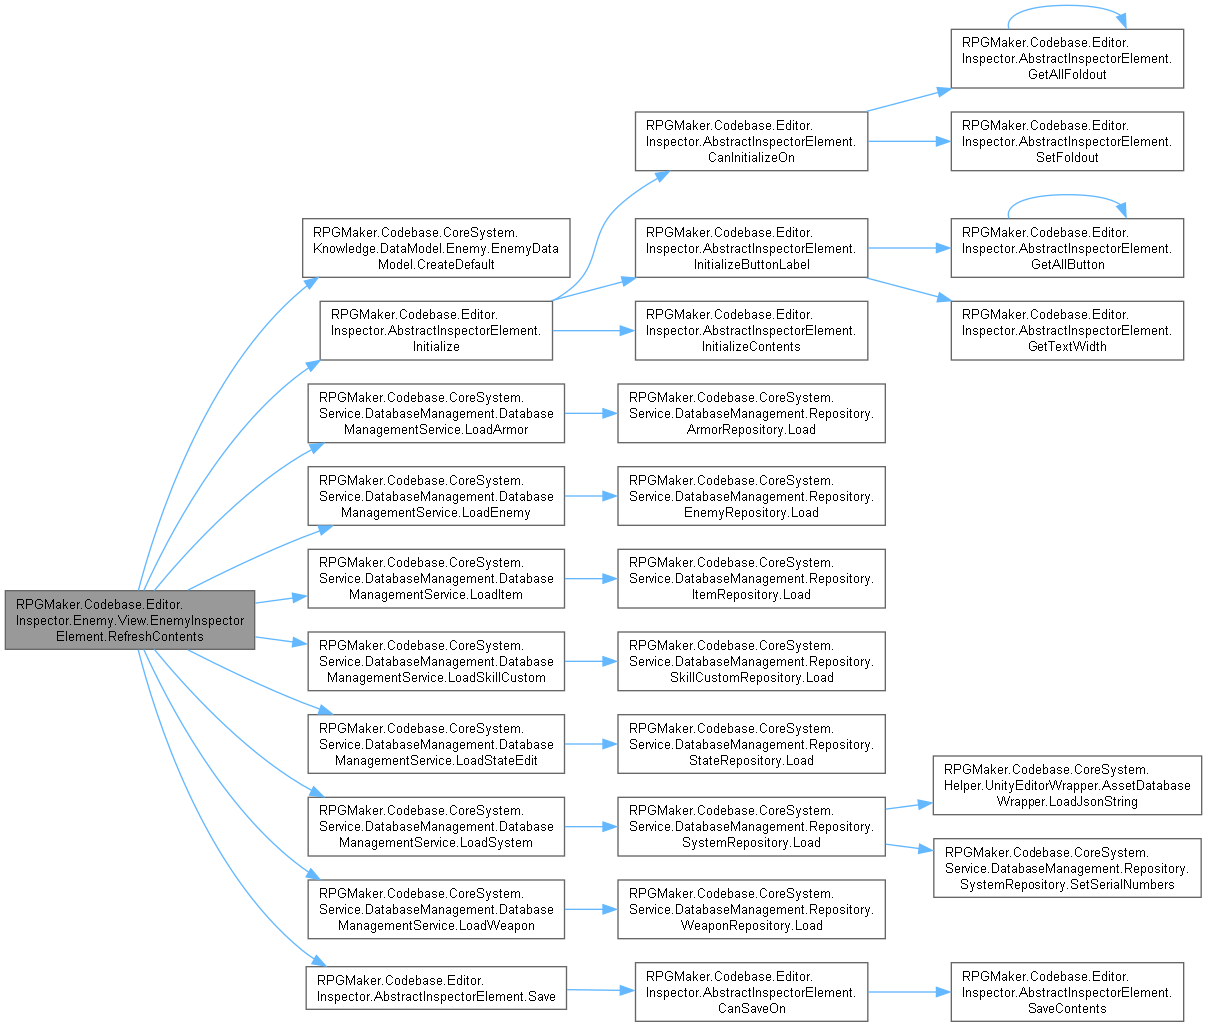 RPGMaker.Codebase.Editor.
Inspector.Enemy.View.EnemyInspector
Element.RefreshContents
RPGMaker.Codebase.CoreSystem.
Knowledge.DataModel.Enemy.EnemyData
Model.CreateDefault
RPGMaker.Codebase.Editor.
Inspector.AbstractInspectorElement.
Initialize
RPGMaker.Codebase.Editor.
Inspector.AbstractInspectorElement.
CanInitializeOn
RPGMaker.Codebase.Editor.
Inspector.AbstractInspectorElement.
GetAllFoldout
RPGMaker.Codebase.Editor.
Inspector.AbstractInspectorElement.
SetFoldout
RPGMaker.Codebase.Editor.
Inspector.AbstractInspectorElement.
InitializeButtonLabel
RPGMaker.Codebase.Editor.
Inspector.AbstractInspectorElement.
GetAllButton
RPGMaker.Codebase.Editor.
Inspector.AbstractInspectorElement.
GetTextWidth
RPGMaker.Codebase.Editor.
Inspector.AbstractInspectorElement.
InitializeContents
RPGMaker.Codebase.CoreSystem.
Service.DatabaseManagement.Database
ManagementService.LoadArmor
RPGMaker.Codebase.CoreSystem.
Service.DatabaseManagement.Repository.
ArmorRepository.Load
RPGMaker.Codebase.CoreSystem.
Service.DatabaseManagement.Database
ManagementService.LoadEnemy
RPGMaker.Codebase.CoreSystem.
Service.DatabaseManagement.Repository.
EnemyRepository.Load
RPGMaker.Codebase.CoreSystem.
Service.DatabaseManagement.Database
ManagementService.LoadItem
RPGMaker.Codebase.CoreSystem.
Service.DatabaseManagement.Repository.
ItemRepository.Load
RPGMaker.Codebase.CoreSystem.
Service.DatabaseManagement.Database
ManagementService.LoadSkillCustom
RPGMaker.Codebase.CoreSystem.
Service.DatabaseManagement.Repository.
SkillCustomRepository.Load
RPGMaker.Codebase.CoreSystem.
Service.DatabaseManagement.Database
ManagementService.LoadStateEdit
RPGMaker.Codebase.CoreSystem.
Service.DatabaseManagement.Repository.
StateRepository.Load
RPGMaker.Codebase.CoreSystem.
Service.DatabaseManagement.Database
ManagementService.LoadSystem
RPGMaker.Codebase.CoreSystem.
Service.DatabaseManagement.Repository.
SystemRepository.Load
RPGMaker.Codebase.CoreSystem.
Helper.UnityEditorWrapper.AssetDatabase
Wrapper.LoadJsonString
RPGMaker.Codebase.CoreSystem.
Service.DatabaseManagement.Repository.
SystemRepository.SetSerialNumbers
RPGMaker.Codebase.CoreSystem.
Service.DatabaseManagement.Database
ManagementService.LoadWeapon
RPGMaker.Codebase.CoreSystem.
Service.DatabaseManagement.Repository.
WeaponRepository.Load
RPGMaker.Codebase.Editor.
Inspector.AbstractInspectorElement.Save
RPGMaker.Codebase.Editor.
Inspector.AbstractInspectorElement.
CanSaveOn
RPGMaker.Codebase.Editor.
Inspector.AbstractInspectorElement.
SaveContents